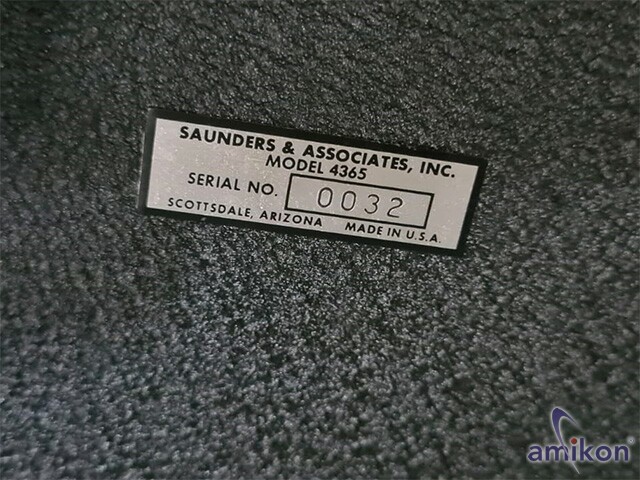 SAUNDERS & ASSOCIATES, INC.
MODEL 4365
SERIAL NO. 0032
SCOTTSDALE, ARIZONA MADE IN U.S.A.
amikon